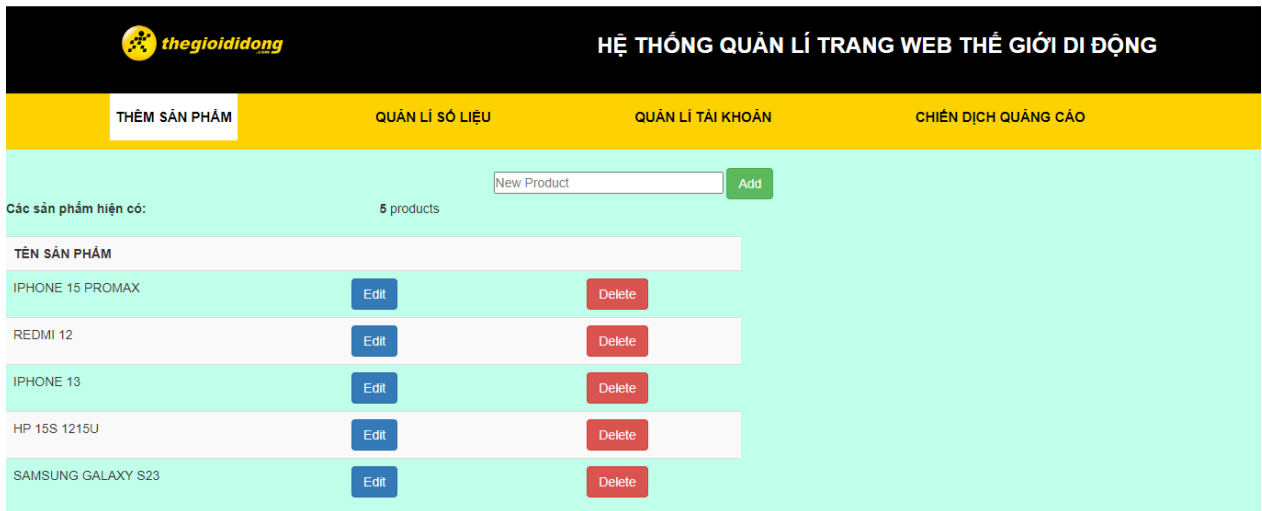 thegioididong
.com
HỆ THỐNG QUẢN LÍ TRANG WEB THẾ GIỚI DI ĐỘNG
THÊM SẢN PHẨM QUẢN LÍ SỐ LIỆU QUẢN LÍ TÀI KHOẢN CHIẾN DỊCH QUẢNG CÁO
New Product Add
Các sản phẩm hiện có: 5 products
TÊN SẢN PHẨM
IPHONE 15 PROMAX Edit Delete
REDMI 12 Edit Delete
IPHONE 13 Edit Delete
HP 15S 1215U Edit Delete
SAMSUNG GALAXY S23 Edit Delete